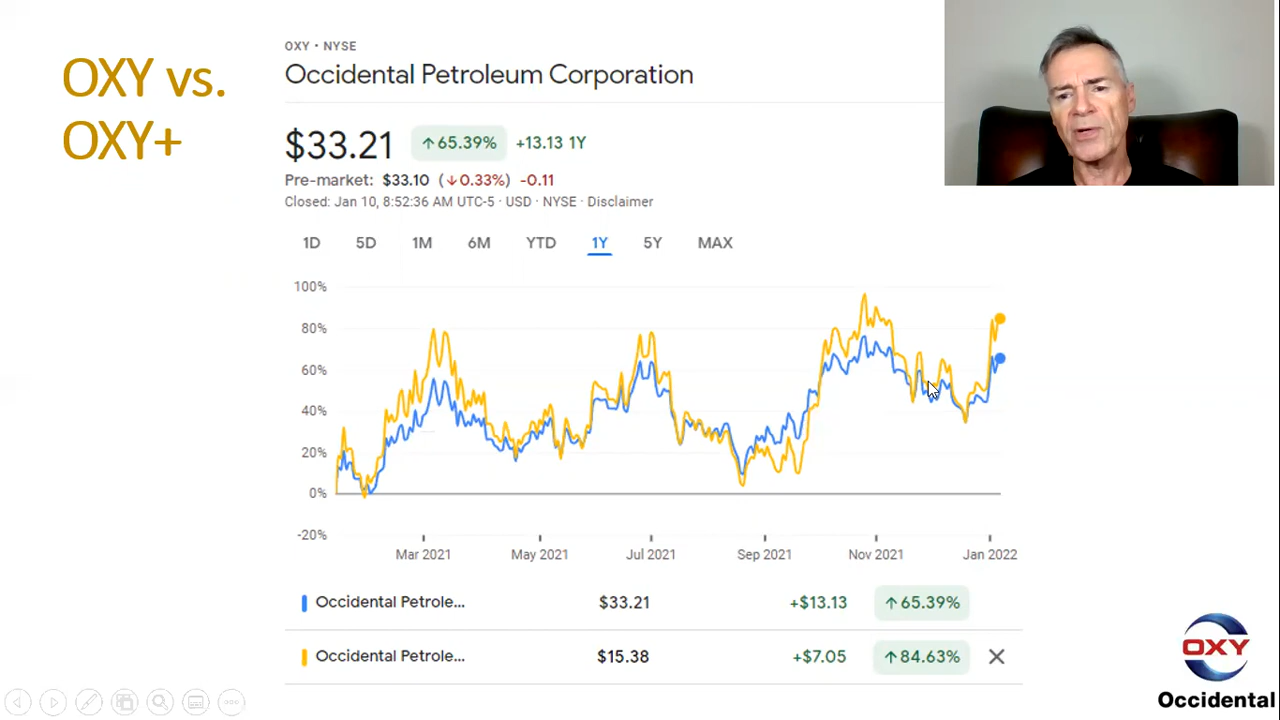 OXY vs.
OXY+
OXY • NYSE
Occidental Petroleum Corporation
$33.21 ↑65.39% +13.13 1Y
Pre-market: $33.10 (↓0.33%) -0.11
Closed: Jan 10, 8:52:36 AM UTC-5 · USD · NYSE · Disclaimer
1D 5D 1M 6M YTD 1Y 5Y MAX
100%
80%
60%
40%
20%
0%
-20%
Mar 2021 May 2021 Jul 2021 Sep 2021 Nov 2021 Jan 2022
Occidental Petrole... $33.21 +$13.13 ↑65.39%
Occidental Petrole... $15.38 +$7.05 ↑84.63%
OXY
Occidental